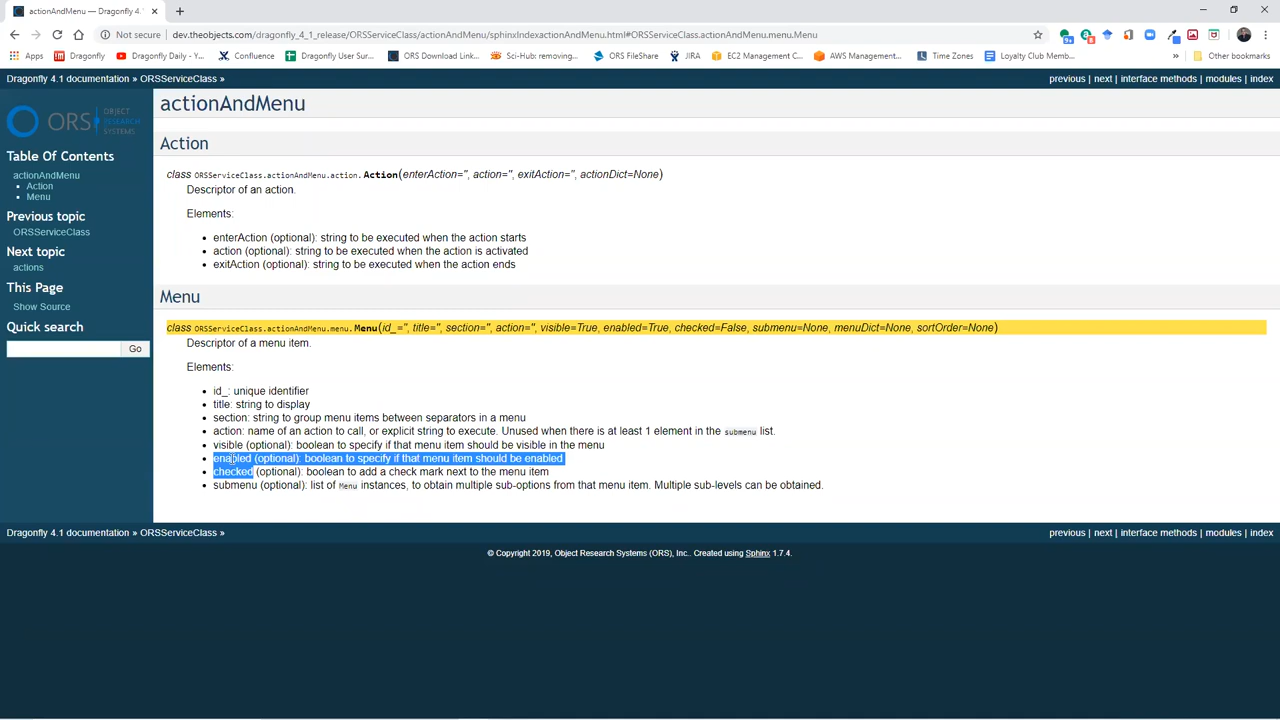 actionAndMenu — Dragonfly 4.
Not secure | dev.theobjects.com/dragonfly_4_1_release/ORSServiceClass/actionAndMenu/sphinxIndexactionAndMenu.html#ORSServiceClass.actionAndMenu.menu.Menu
Apps Dragonfly Dragonfly Daily - Y... Confluence Dragonfly User Sur... ORS Download Link... Sci-Hub: removing... ORS FileShare JIRA EC2 Management C... AWS Management... Time Zones Loyalty Club Memb... » Other bookmarks
Dragonfly 4.1 documentation » ORSServiceClass » previous | next | interface methods | modules | index
ORS OBJECT RESEARCH SYSTEMS
Table Of Contents
actionAndMenu
Action
Menu
Previous topic
ORSServiceClass
Next topic
actions
This Page
Show Source
Quick search
Go
actionAndMenu
Action
class ORSServiceClass.actionAndMenu.action.Action(enterAction='', action='', exitAction='', actionDict=None)
Descriptor of an action.
Elements:
• enterAction (optional): string to be executed when the action starts
• action (optional): string to be executed when the action is activated
• exitAction (optional): string to be executed when the action ends
Menu
class ORSServiceClass.actionAndMenu.menu.Menu(id_='', title='', section='', action='', visible=True, enabled=True, checked=False, submenu=None, menuDict=None, sortOrder=None)
Descriptor of a menu item.
Elements:
• id_: unique identifier
• title: string to display
• section: string to group menu items between separators in a menu
• action: name of an action to call, or explicit string to execute. Unused when there is at least 1 element in the submenu list.
• visible (optional): boolean to specify if that menu item should be visible in the menu
• enabled (optional): boolean to specify if that menu item should be enabled
• checked (optional): boolean to add a check mark next to the menu item
• submenu (optional): list of Menu instances, to obtain multiple sub-options from that menu item. Multiple sub-levels can be obtained.
Dragonfly 4.1 documentation » ORSServiceClass » previous | next | interface methods | modules | index
© Copyright 2019, Object Research Systems (ORS), Inc.. Created using Sphinx 1.7.4.